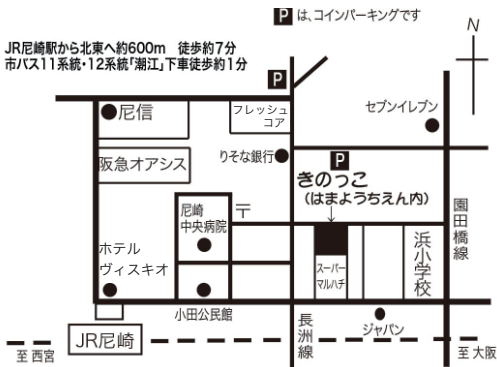 P は、コインパーキングです
N
JR尼崎駅から北東へ約600m　徒歩約7分
市バス11系統・12系統「潮江」下車徒歩約1分
P
尼信
フレッシュ
コア
セブンイレブン
阪急オアシス
りそな銀行
P
きのっこ
(はまようちえん内)
尼崎
中央病院
〒
園田橋線
浜小学校
ホテル
ヴィスキオ
スーパー
マルハチ
小田公民館
長洲線
ジャパン
JR尼崎
至 西宮
至 大阪